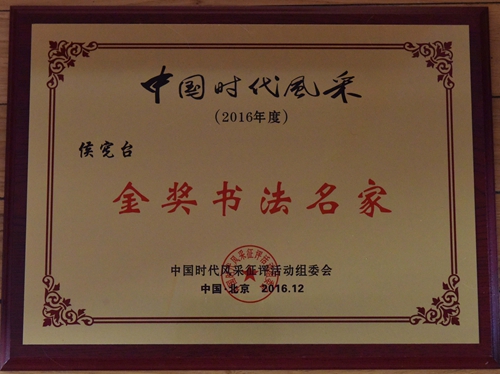 中国时代风采
（2016年度）
侯宪台
金奖书法名家
中国时代风采征评活动组委会
中国·北京 2016.12